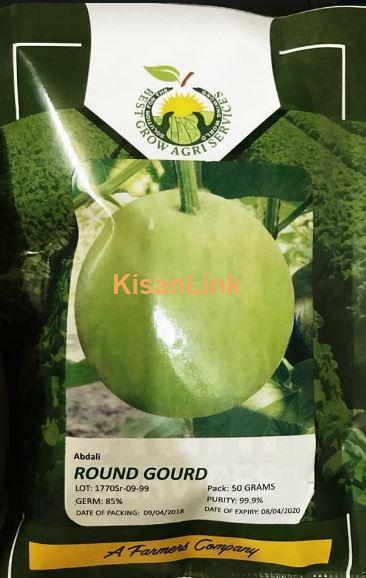 BEST GROW AGRI SERVICES
KisanLink
Abdali
ROUND GOURD
LOT: 1770Sr-09-99 Pack: 50 GRAMS
GERM: 85% PURITY: 99.9%
DATE OF PACKING: 09/04/2018 DATE OF EXPIRY: 08/04/2020
A Farmers Company